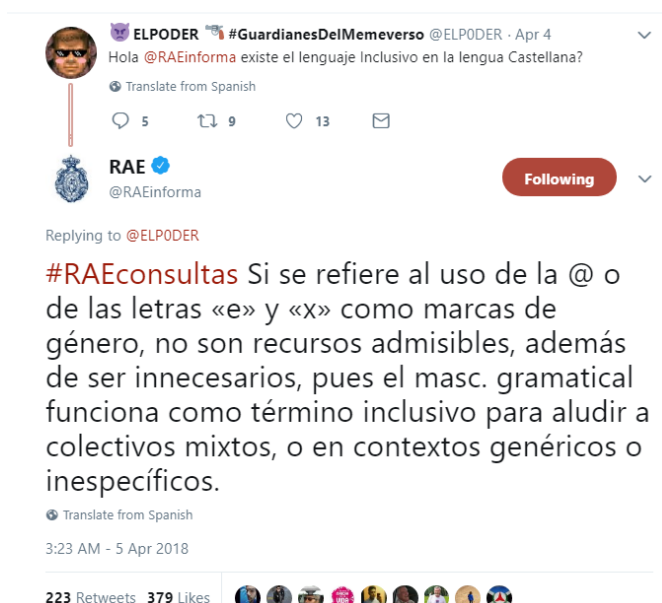 ELPODER #GuardianesDelMemeverso @ELP0DER · Apr 4
Hola @RAEinforma existe el lenguaje Inclusivo en la lengua Castellana?
Translate from Spanish
5 9 13
RAE
@RAEinforma
Following
Replying to @ELP0DER
#RAEconsultas Si se refiere al uso de la @ o
de las letras «e» y «x» como marcas de
género, no son recursos admisibles, además
de ser innecesarios, pues el masc. gramatical
funciona como término inclusivo para aludir a
colectivos mixtos, o en contextos genéricos o
inespecíficos.
Translate from Spanish
3:23 AM - 5 Apr 2018
223 Retweets 379 Likes